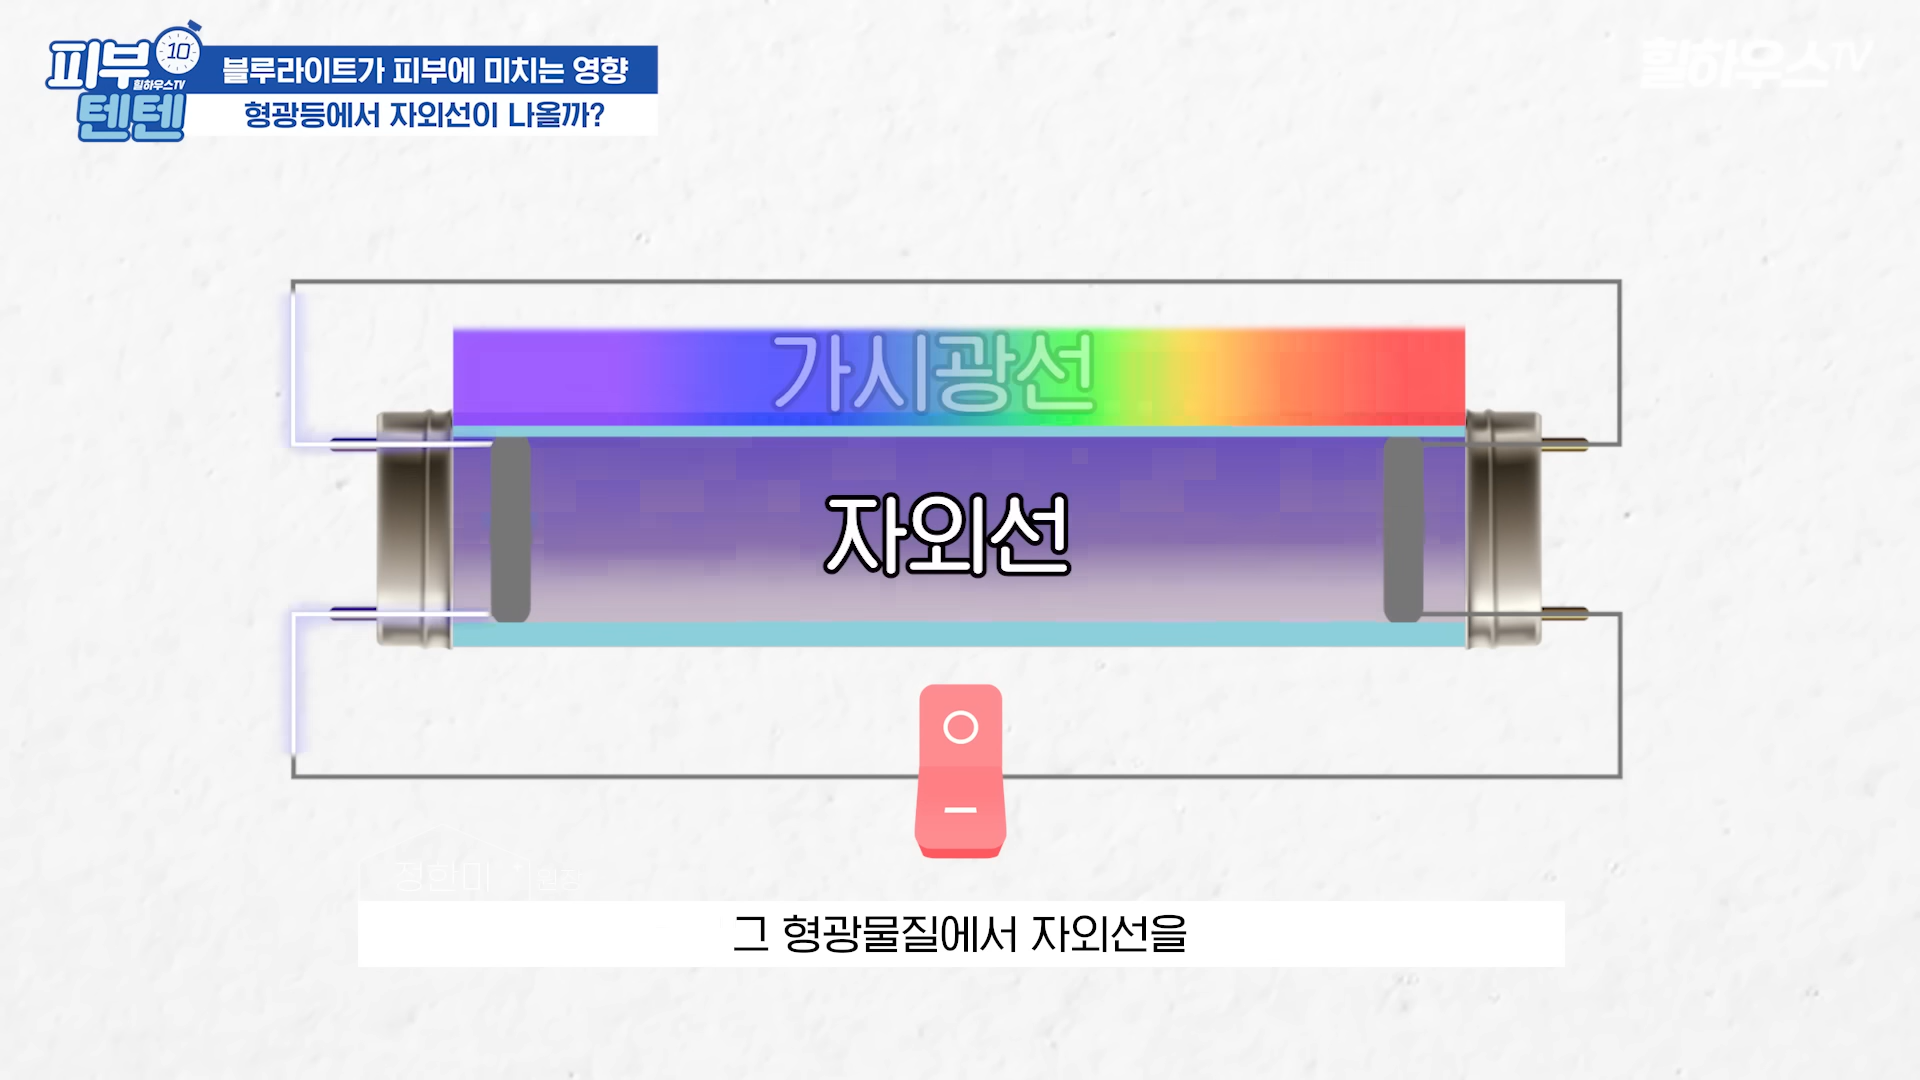 피부
10
힐하우스TV
텐텐
블루라이트가 피부에 미치는 영향
형광등에서 자외선이 나올까?
힐하우스TV
가시광선
자외선
그 형광물질에서 자외선을